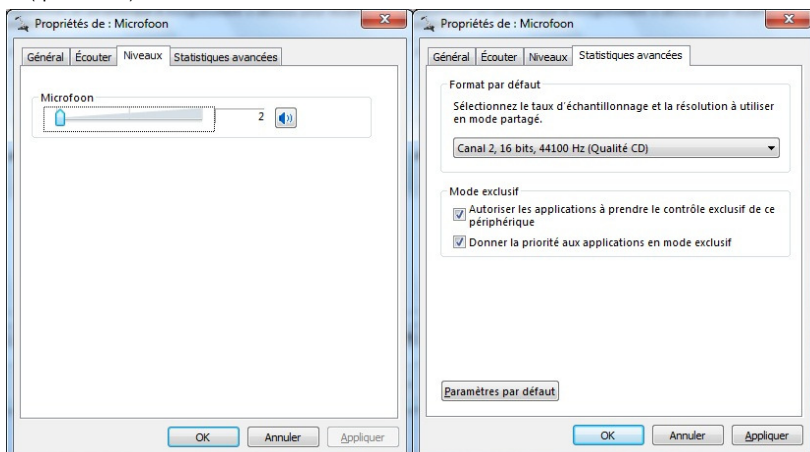 Propriétés de : Microfoon
Général Écouter Niveaux Statistiques avancées
Microfoon
2
OK Annuler Appliquer
Propriétés de : Microfoon
Général Écouter Niveaux Statistiques avancées
Format par défaut
Sélectionnez le taux d'échantillonnage et la résolution à utiliser
en mode partagé.
Canal 2, 16 bits, 44100 Hz (Qualité CD)
Mode exclusif
Autoriser les applications à prendre le contrôle exclusif de ce
périphérique
Donner la priorité aux applications en mode exclusif
Paramètres par défaut
OK Annuler Appliquer